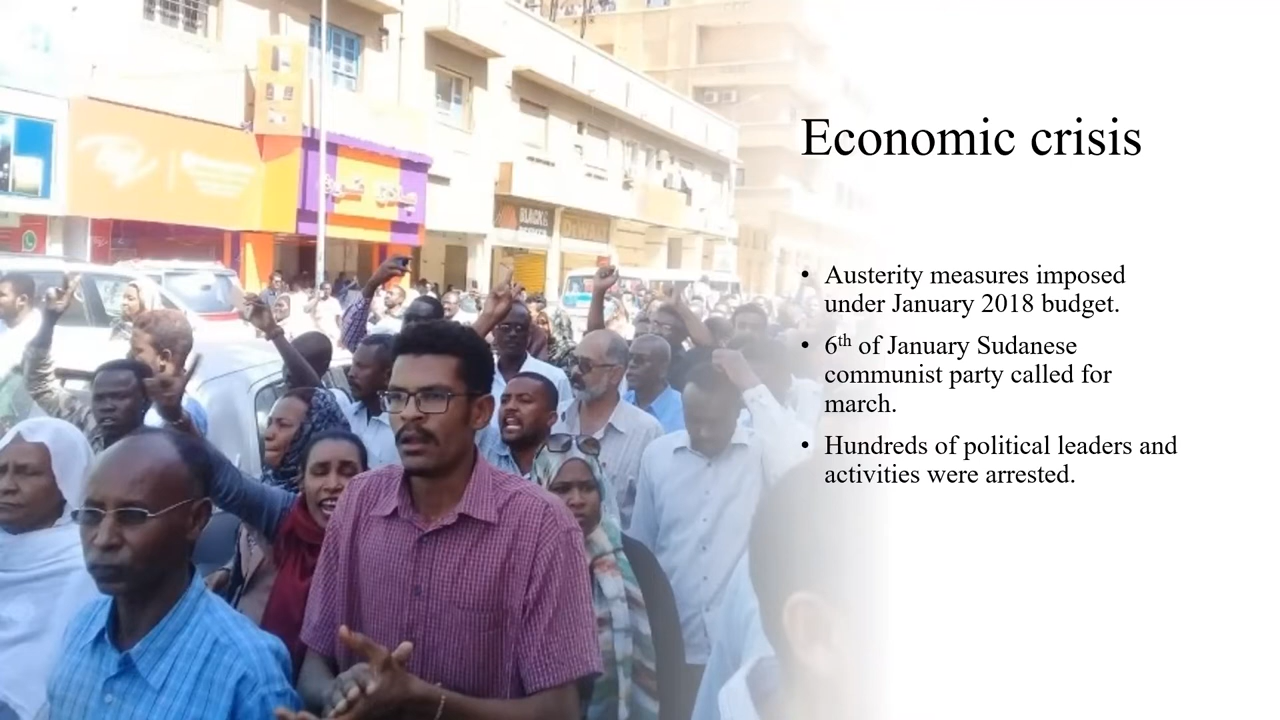 Economic crisis
• Austerity measures imposed
under January 2018 budget.
• 6th of January Sudanese
communist party called for
march.
• Hundreds of political leaders and
activities were arrested.
BLACK&